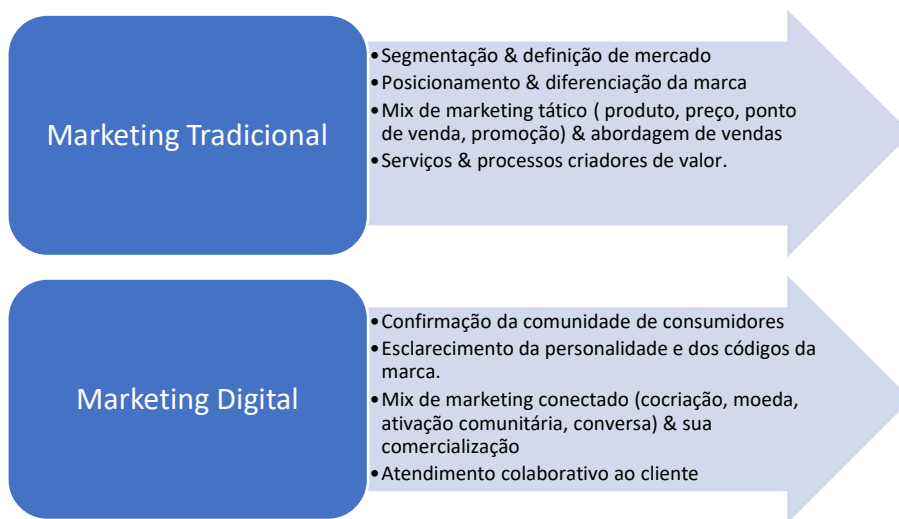 Marketing Tradicional
•Segmentação & definição de mercado
•Posicionamento & diferenciação da marca
•Mix de marketing tático ( produto, preço, ponto
de venda, promoção) & abordagem de vendas
•Serviços & processos criadores de valor.
Marketing Digital
•Confirmação da comunidade de consumidores
•Esclarecimento da personalidade e dos códigos da
marca.
•Mix de marketing conectado (cocriação, moeda,
ativação comunitária, conversa) & sua
comercialização
•Atendimento colaborativo ao cliente